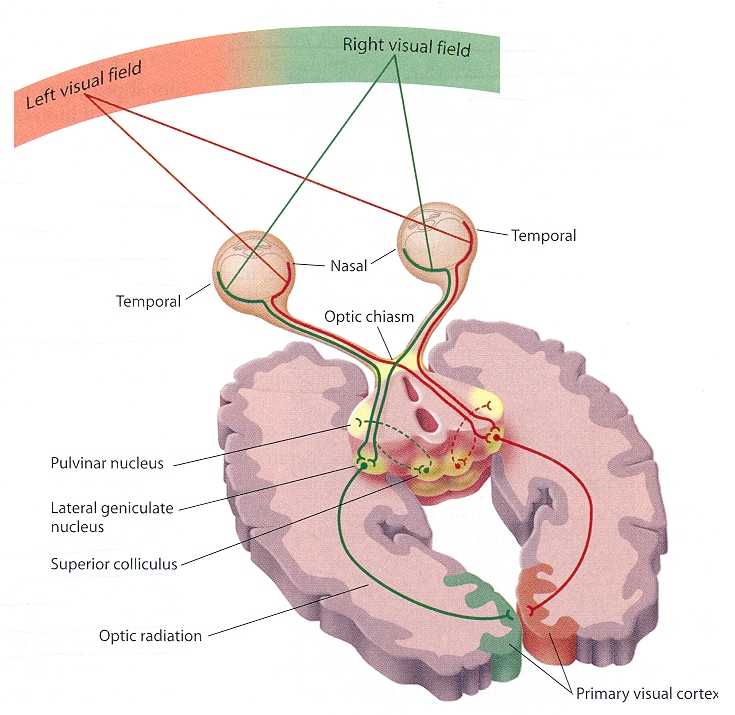 Right visual field
Left visual field
Temporal
Nasal
Temporal
Optic chiasm
Pulvinar nucleus
Lateral geniculate
nucleus
Superior colliculus
Optic radiation
Primary visual cortex